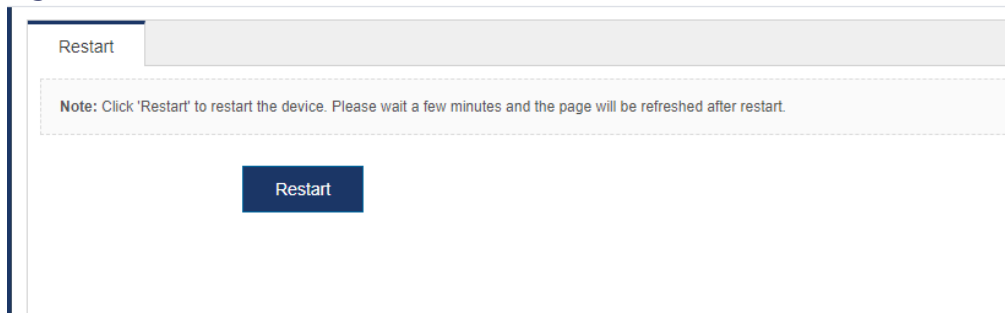 Restart
Note: Click 'Restart' to restart the device. Please wait a few minutes and the page will be refreshed after restart.
Restart